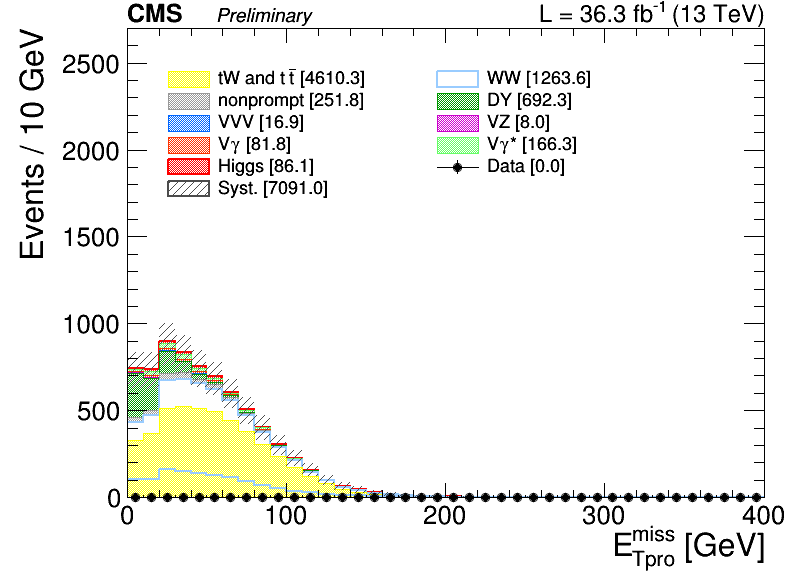 CMS Preliminary L = 36.3 fb⁻¹ (13 TeV)
Events / 10 GeV
2500
2000
1500
1000
500
0
tW and t t̅ [4610.3]
nonprompt [251.8]
VVV [16.9]
Vγ [81.8]
Higgs [86.1]
Syst. [7091.0]
WW [1263.6]
DY [692.3]
VZ [8.0]
Vγ* [166.3]
Data [0.0]
0 100 200 300 400
E_Tpro^miss [GeV]